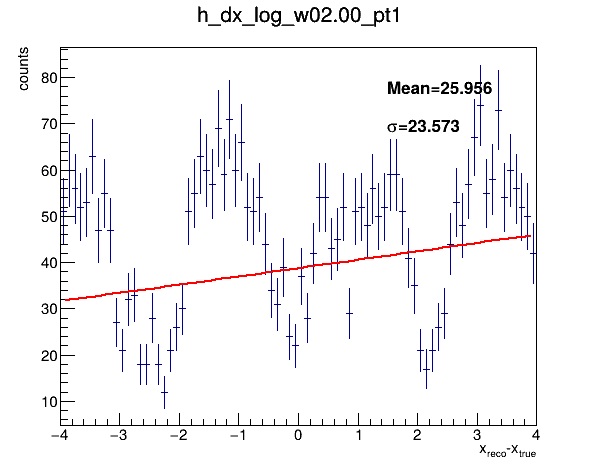 h_dx_log_w02.00_pt1
counts
Mean=25.956
σ=23.573
80
70
60
50
40
30
20
10
−4 −3 −2 −1 0 1 2 3 4
x_reco-x_true